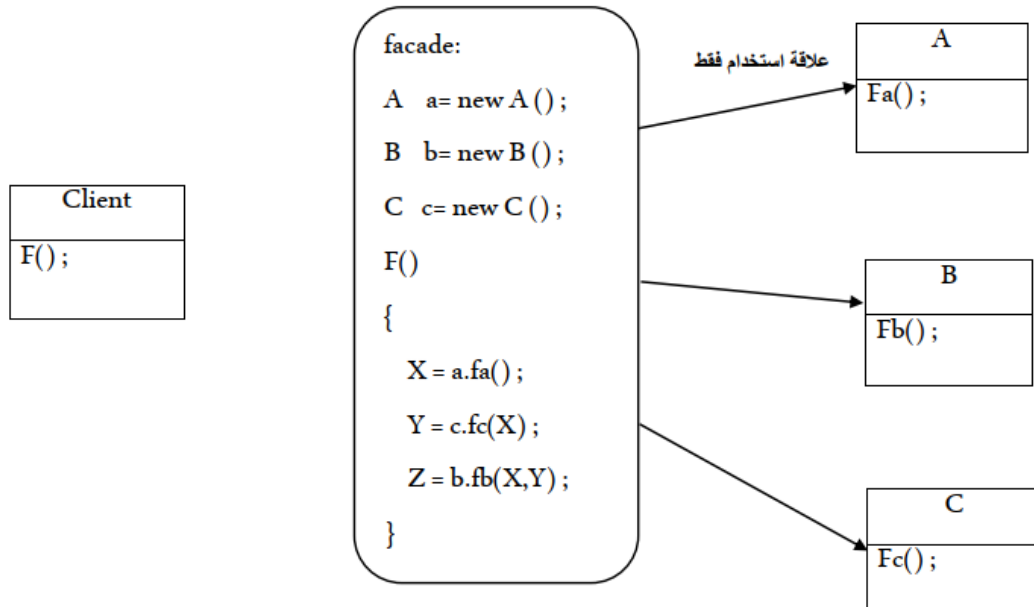 Client
F() ;
facade:
A a= new A () ;
B b= new B () ;
C c= new C () ;
F()
{
X = a.fa() ;
Y = c.fc(X) ;
Z = b.fb(X,Y) ;
}
علاقة استخدام فقط
A
Fa() ;
B
Fb() ;
C
Fc() ;